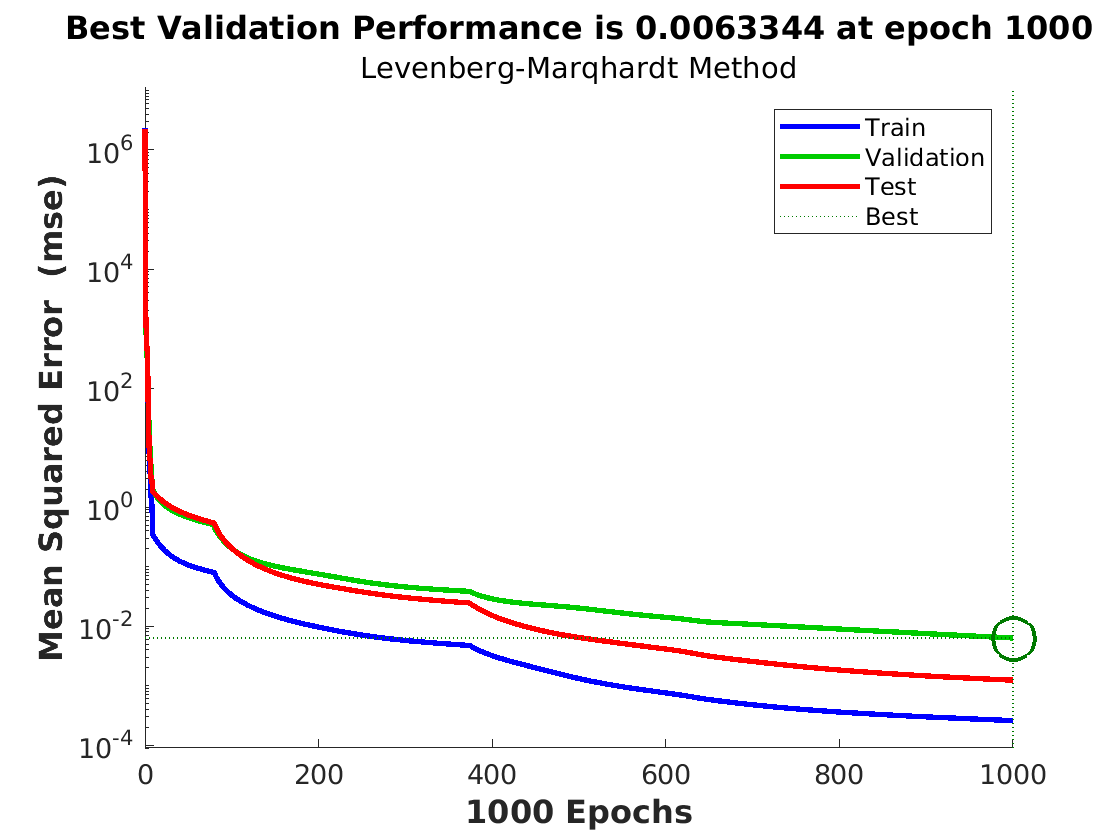 Best Validation Performance is 0.0063344 at epoch 1000
Levenberg-Marqhardt Method
Train
Validation
Test
Best
Mean Squared Error  (mse)
10^6
10^4
10^2
10^0
10^-2
10^-4
0 200 400 600 800 1000
1000 Epochs